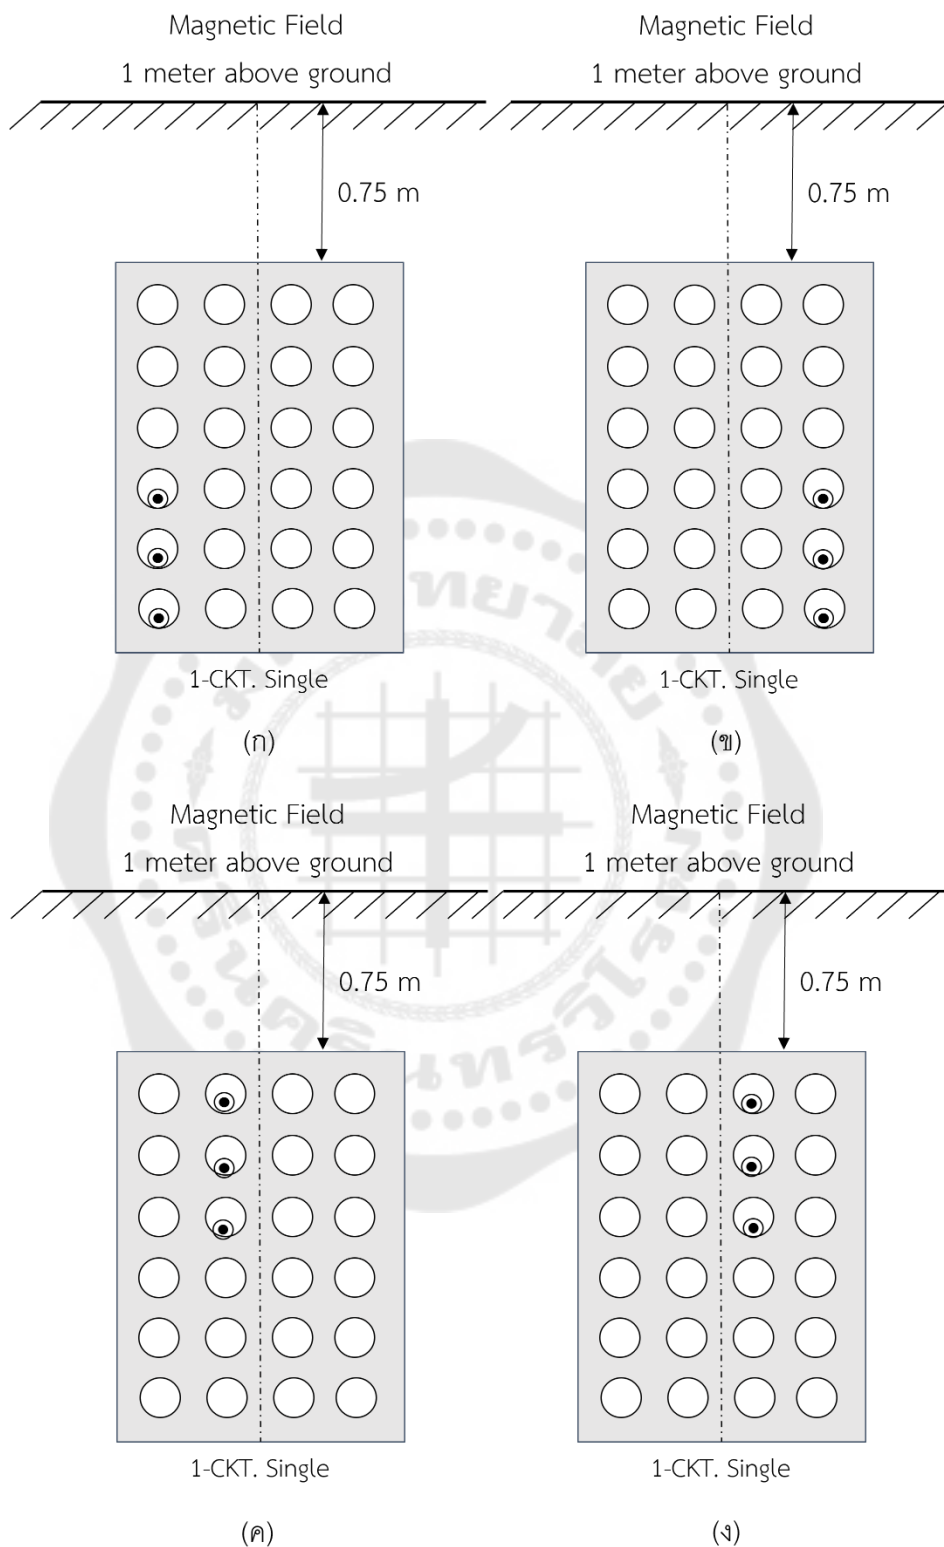 Magnetic Field
1 meter above ground
0.75 m
1-CKT. Single
(ก)
Magnetic Field
1 meter above ground
0.75 m
1-CKT. Single
(ข)
Magnetic Field
1 meter above ground
0.75 m
1-CKT. Single
(ค)
Magnetic Field
1 meter above ground
0.75 m
1-CKT. Single
(ง)